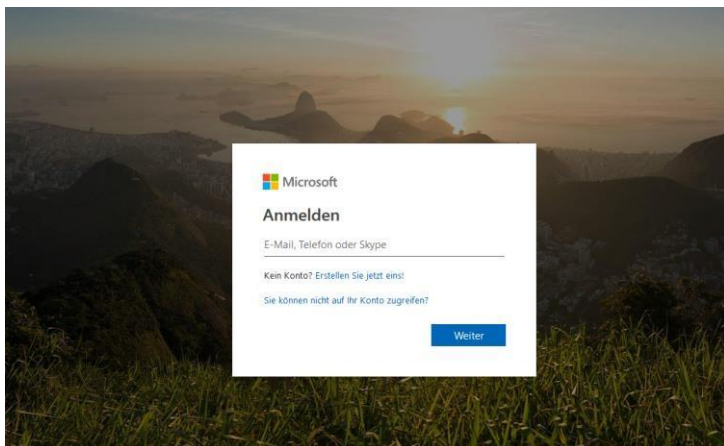 Microsoft
Anmelden
E-Mail, Telefon oder Skype
Kein Konto? Erstellen Sie jetzt eins!
Sie können nicht auf Ihr Konto zugreifen?
Weiter